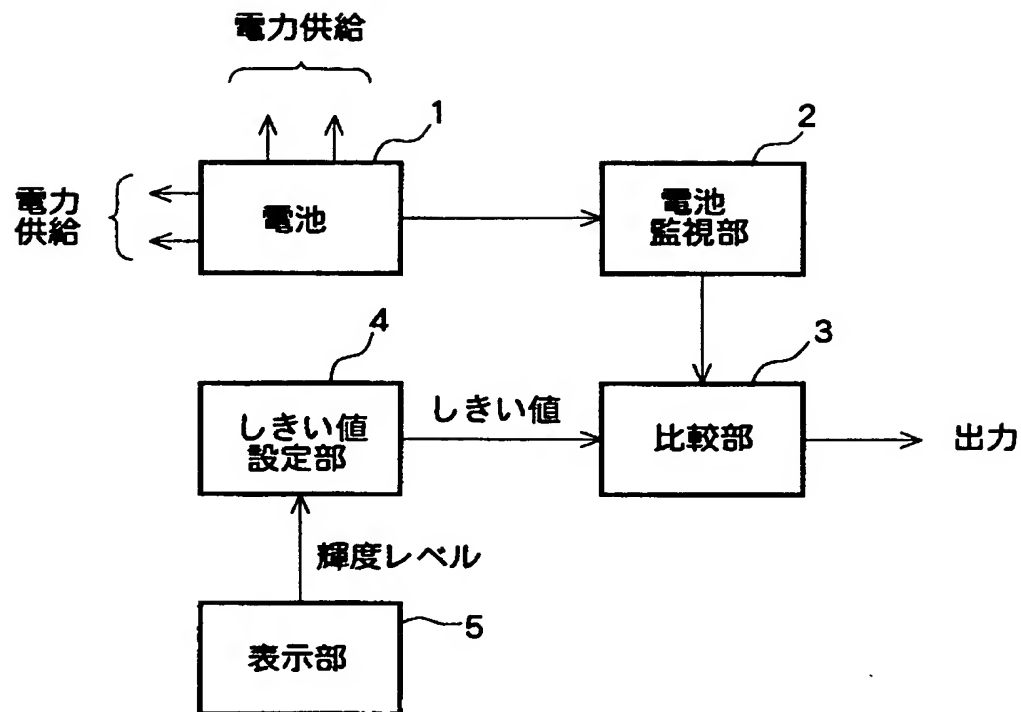 電力供給
1
2
電力
供給
電池
電池
監視部
4
3
しきい値
設定部
しきい値
比較部
出力
輝度レベル
表示部
5